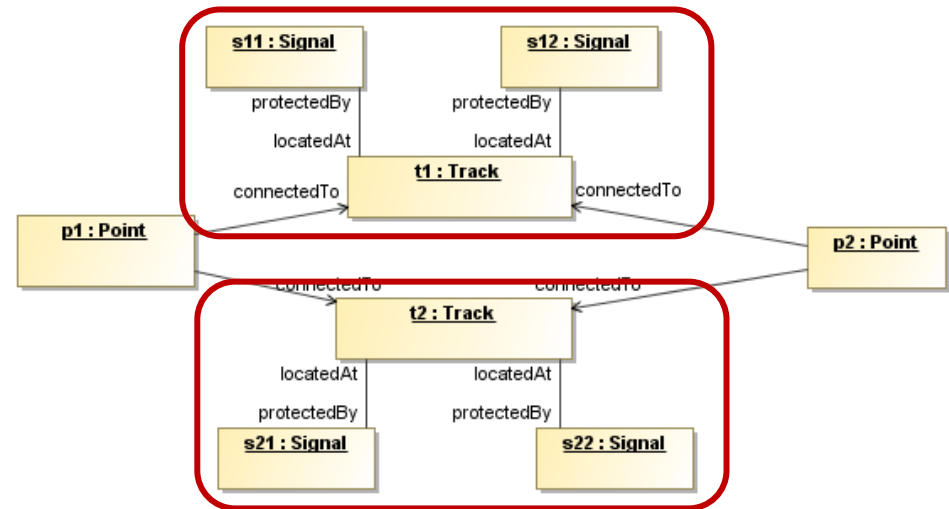 s11 : Signal
s12 : Signal
protectedBy
protectedBy
locatedAt
locatedAt
t1 : Track
connectedTo
connectedTo
p1 : Point
p2 : Point
connectedTo
connectedTo
t2 : Track
locatedAt
locatedAt
protectedBy
protectedBy
s21 : Signal
s22 : Signal